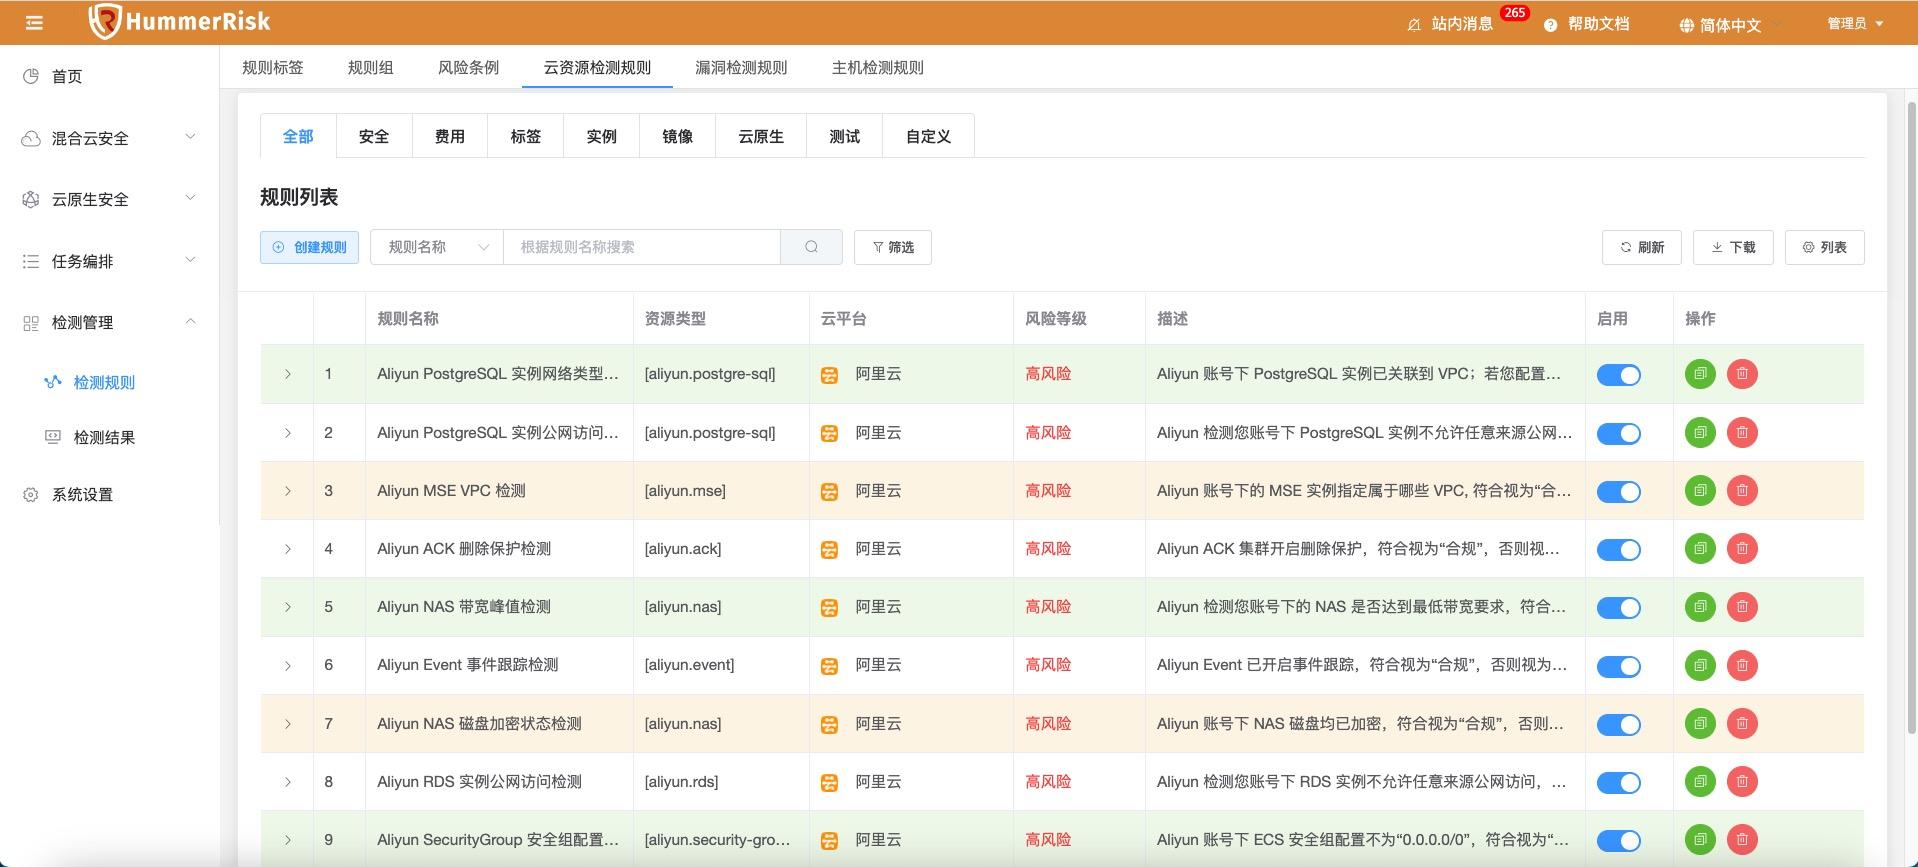 HummerRisk
站内消息
265
帮助文档
简体中文
管理员
首页
混合云安全
云原生安全
任务编排
检测管理
检测规则
检测结果
系统设置
规则标签 规则组 风险条例 云资源检测规则 漏洞检测规则 主机检测规则
全部 安全 费用 标签 实例 镜像 云原生 测试 自定义
规则列表
创建规则 规则名称 根据规则名称搜索 筛选 刷新 下载 列表
规则名称 资源类型 云平台 风险等级 描述 启用 操作
1 Aliyun PostgreSQL 实例网络类型... [aliyun.postgre-sql] 阿里云 高风险 Aliyun 账号下 PostgreSQL 实例已关联到 VPC；若您配置...
2 Aliyun PostgreSQL 实例公网访问... [aliyun.postgre-sql] 阿里云 高风险 Aliyun 检测您账号下 PostgreSQL 实例不允许任意来源公网...
3 Aliyun MSE VPC 检测 [aliyun.mse] 阿里云 高风险 Aliyun 账号下的 MSE 实例指定属于哪些 VPC, 符合视为“合...
4 Aliyun ACK 删除保护检测 [aliyun.ack] 阿里云 高风险 Aliyun ACK 集群开启删除保护，符合视为“合规”，否则视...
5 Aliyun NAS 带宽峰值检测 [aliyun.nas] 阿里云 高风险 Aliyun 检测您账号下的 NAS 是否达到最低带宽要求，符合...
6 Aliyun Event 事件跟踪检测 [aliyun.event] 阿里云 高风险 Aliyun Event 已开启事件跟踪，符合视为“合规”，否则视为...
7 Aliyun NAS 磁盘加密状态检测 [aliyun.nas] 阿里云 高风险 Aliyun 账号下 NAS 磁盘均已加密，符合视为“合规”，否则...
8 Aliyun RDS 实例公网访问检测 [aliyun.rds] 阿里云 高风险 Aliyun 检测您账号下 RDS 实例不允许任意来源公网访问，...
9 Aliyun SecurityGroup 安全组配置... [aliyun.security-gro... 阿里云 高风险 Aliyun 账号下 ECS 安全组配置不为“0.0.0.0/0”，符合视为“...